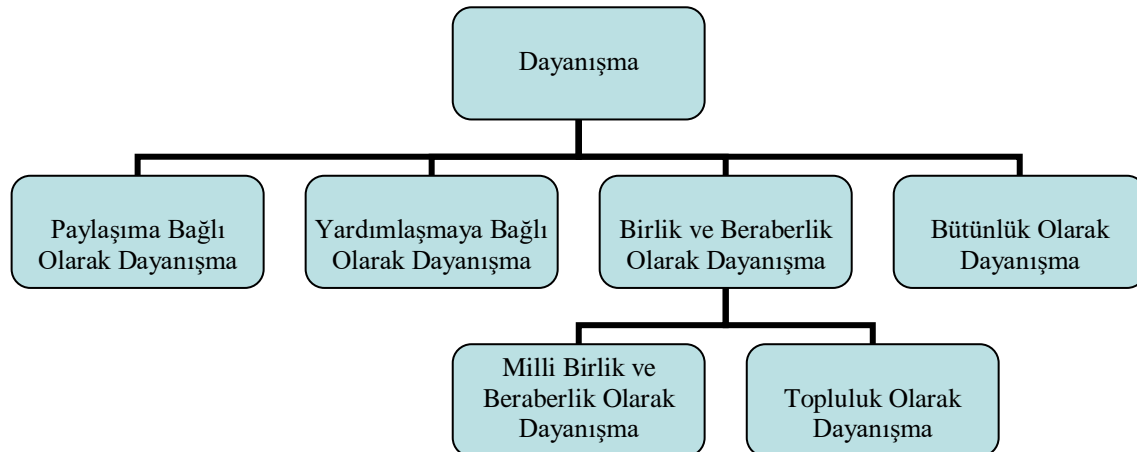 Dayanışma
Paylaşıma Bağlı
Olarak Dayanışma
Yardımlaşmaya Bağlı
Olarak Dayanışma
Birlik ve Beraberlik
Olarak Dayanışma
Bütünlük Olarak
Dayanışma
Milli Birlik ve
Beraberlik Olarak
Dayanışma
Topluluk Olarak
Dayanışma